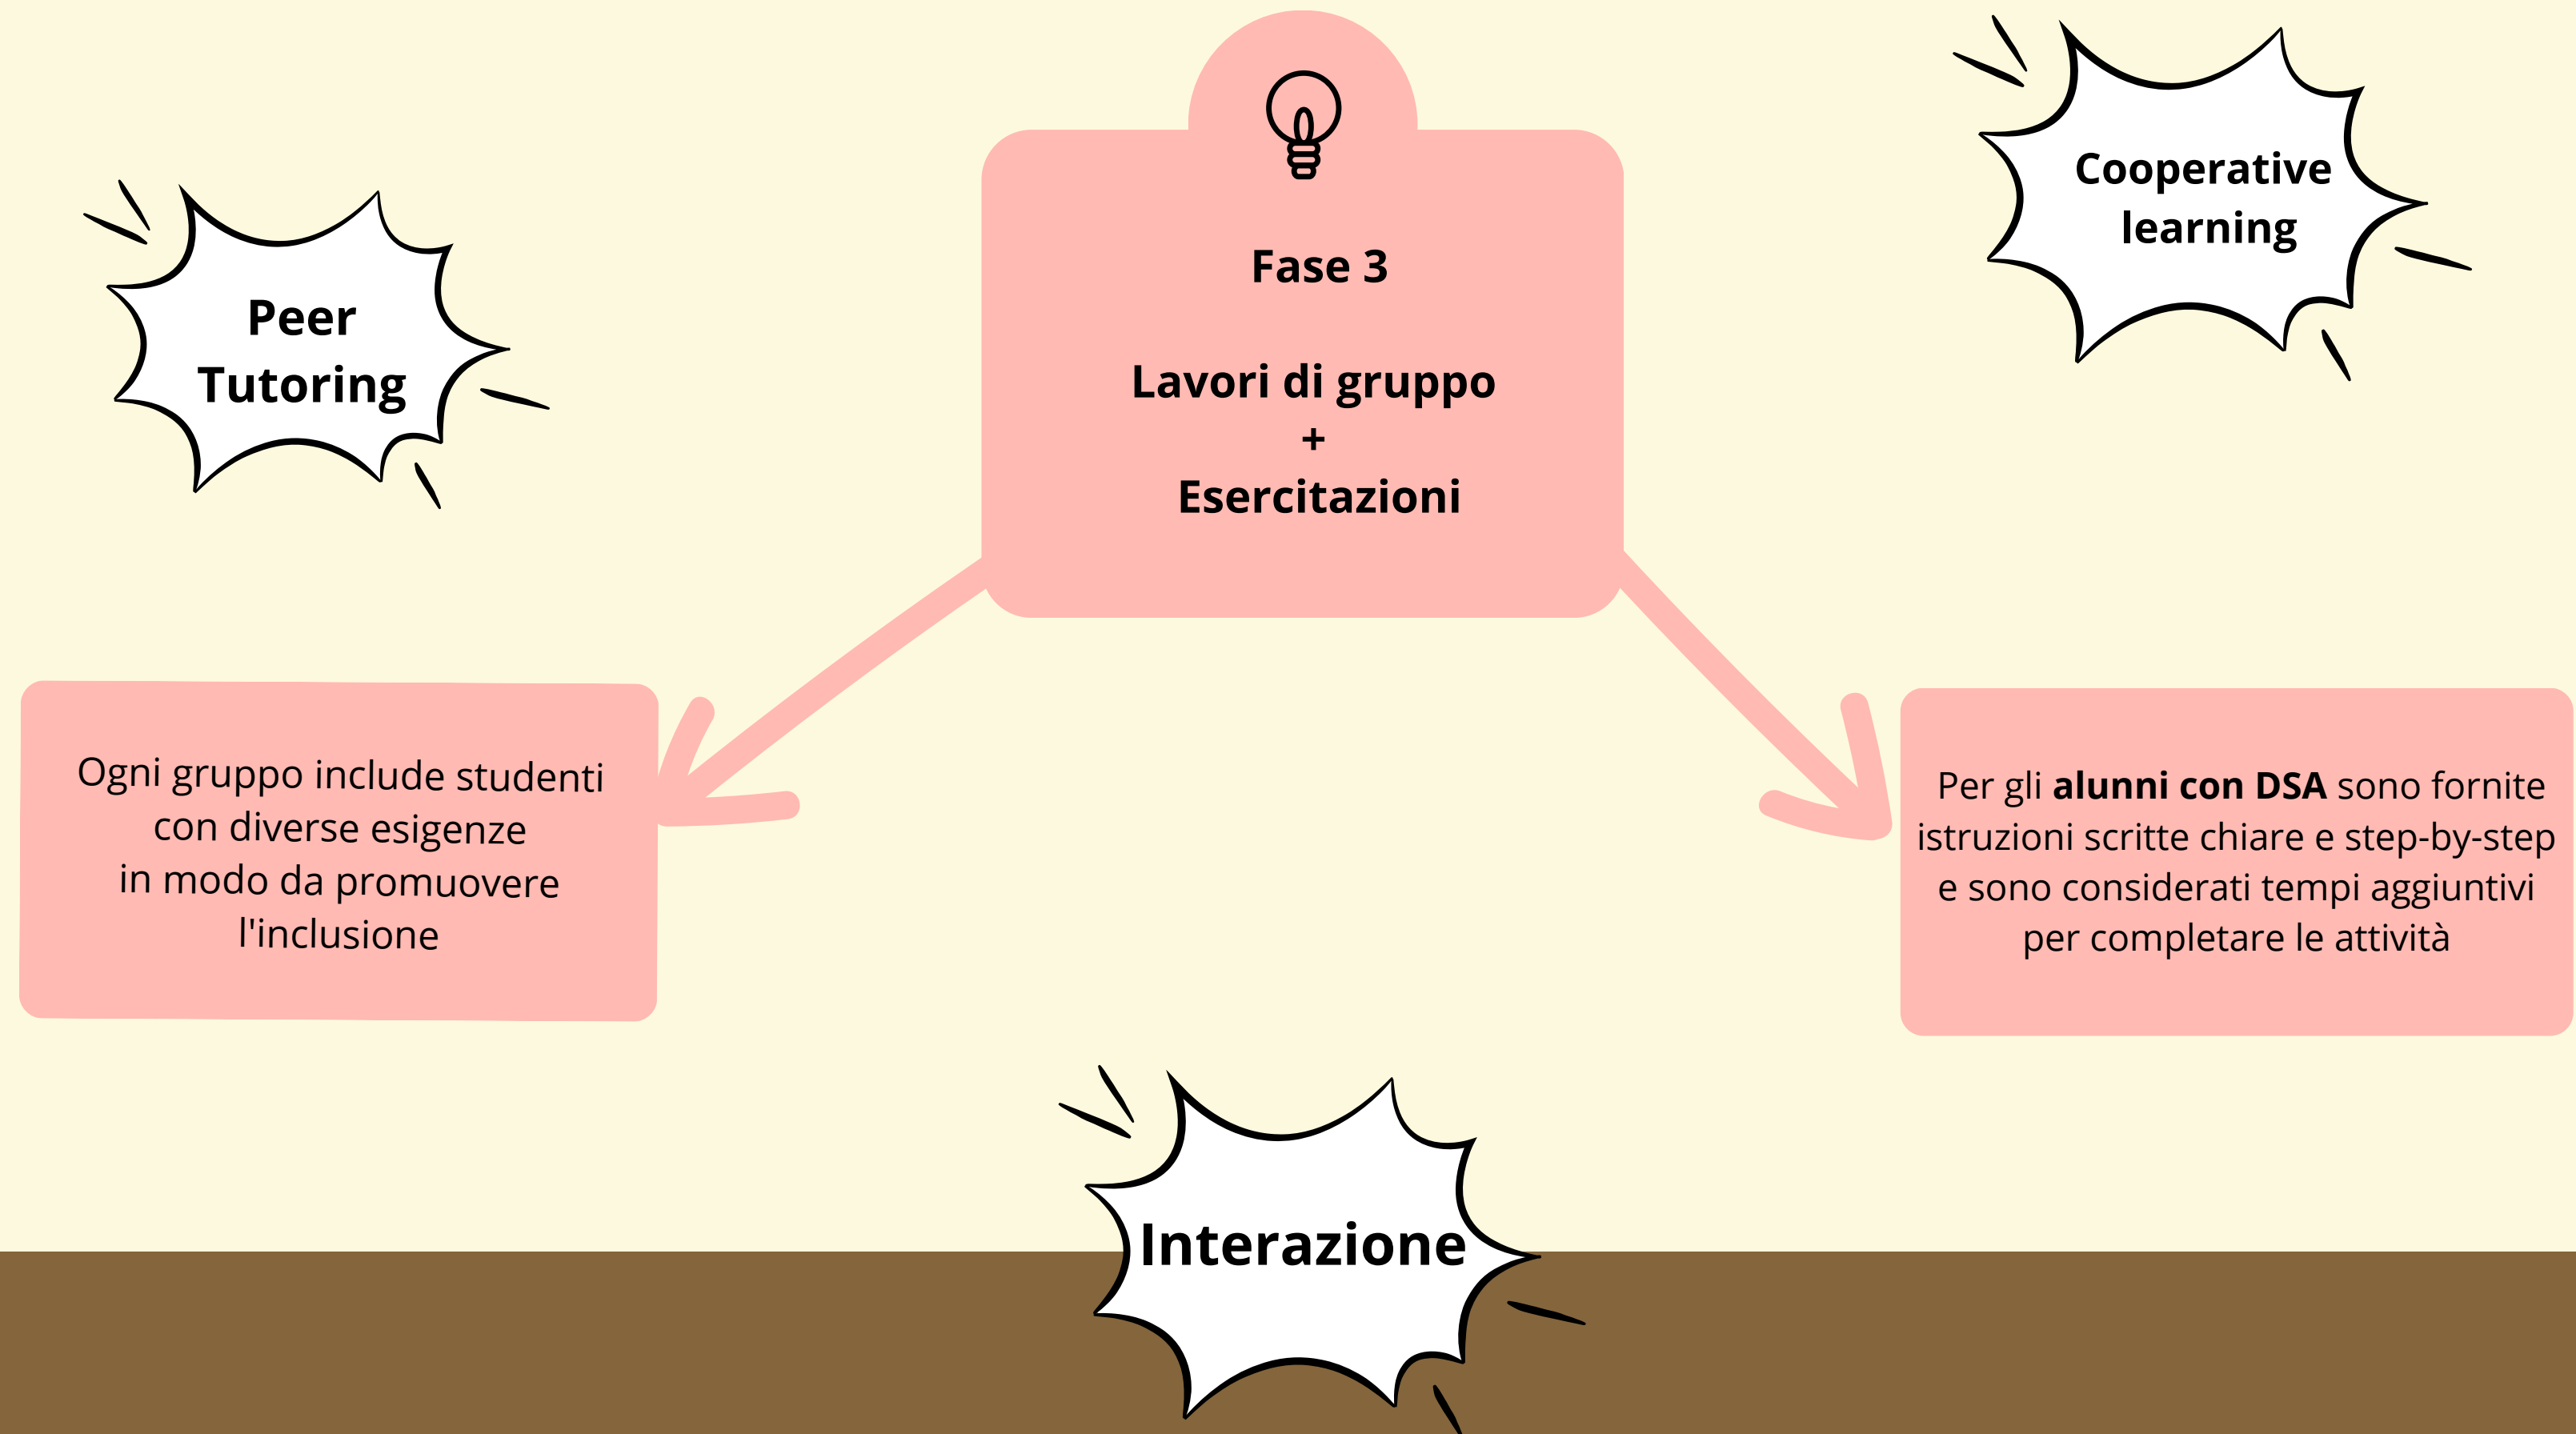 Cooperative
learning
Peer
Tutoring
Fase 3
Lavori di gruppo
+
Esercitazioni
Ogni gruppo include studenti
con diverse esigenze
in modo da promuovere
l'inclusione
Per gli alunni con DSA sono fornite
istruzioni scritte chiare e step-by-step
e sono considerati tempi aggiuntivi
per completare le attività
Interazione